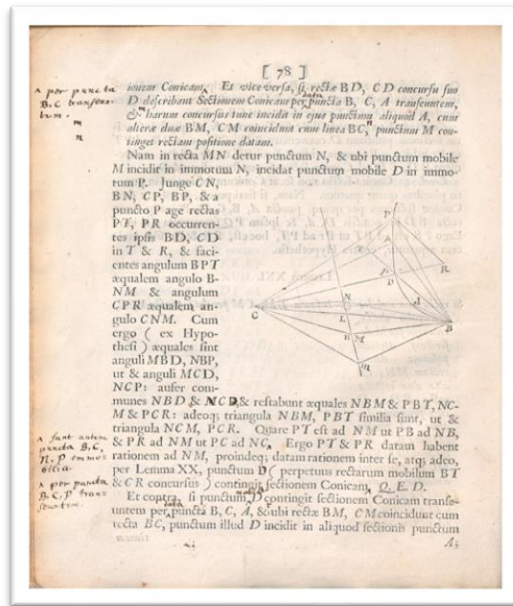 [ 78 ]
ionem Conicam. Et vice versa, si rectæ BD, CD concursu suo
D describant Sectionem Conicam per puncta B, C, A transeuntem,
& harum concursus tunc incidit in ejus punctum aliquod A, cum
alteræ duæ BM, CM coincidunt cum linea BC, punctum M con-
tinget rectam positione datam.
Nam in recta MN detur punctum N, & ubi punctum mobile
M incidit in immotum N, incidat punctum mobile D in immo-
tum P. Junge CN,
BN, CP, BP, & a
puncto P age rectas
PT, PR occurren-
tes ipsis BD, CD
in T & R, & faci-
entes angulum BPT
æqualem angulo B-
NM & angulum
CPR æqualem an-
gulo CNM. Cum
ergo ( ex Hypo-
thesi ) æquales sint
anguli MBD, NBP,
ut & anguli MCD,
NCP: aufer com-
munes NBD & NCD & restabunt æquales NBM & PBT, NC-
M & PCR: adeoq; triangula NBM, PBT similia sunt, ut &
triangula NCM, PCR. Quare PT est ad NM ut PB ad NB,
& PR ad NM ut PC ad NC. Ergo PT & PR datam habent
rationem ad NM, proindeq; datam rationem inter se, atq; adeo,
per Lemma XX, punctum D ( perpetuus rectarum mobilium BT
& CR concursus ) contingit sectionem Conicam. Q. E. D.
Et contra, si punctum D contingit sectionem Conicam transe-
untem per puncta B, C, A, & ubi rectæ BM, CM coincidunt cum
recta BC, punctum illud D incidit in aliquod sectionis punctum
A;
^ per puncta
B. C transeun-
tem.
m
n
data
P
A
R
D
d
N
C
L
B
M
n
^ sunt autem
puncta B, C,
N, P immo-
bilia
^ per puncta
B. C, P trans-
euntem.
data